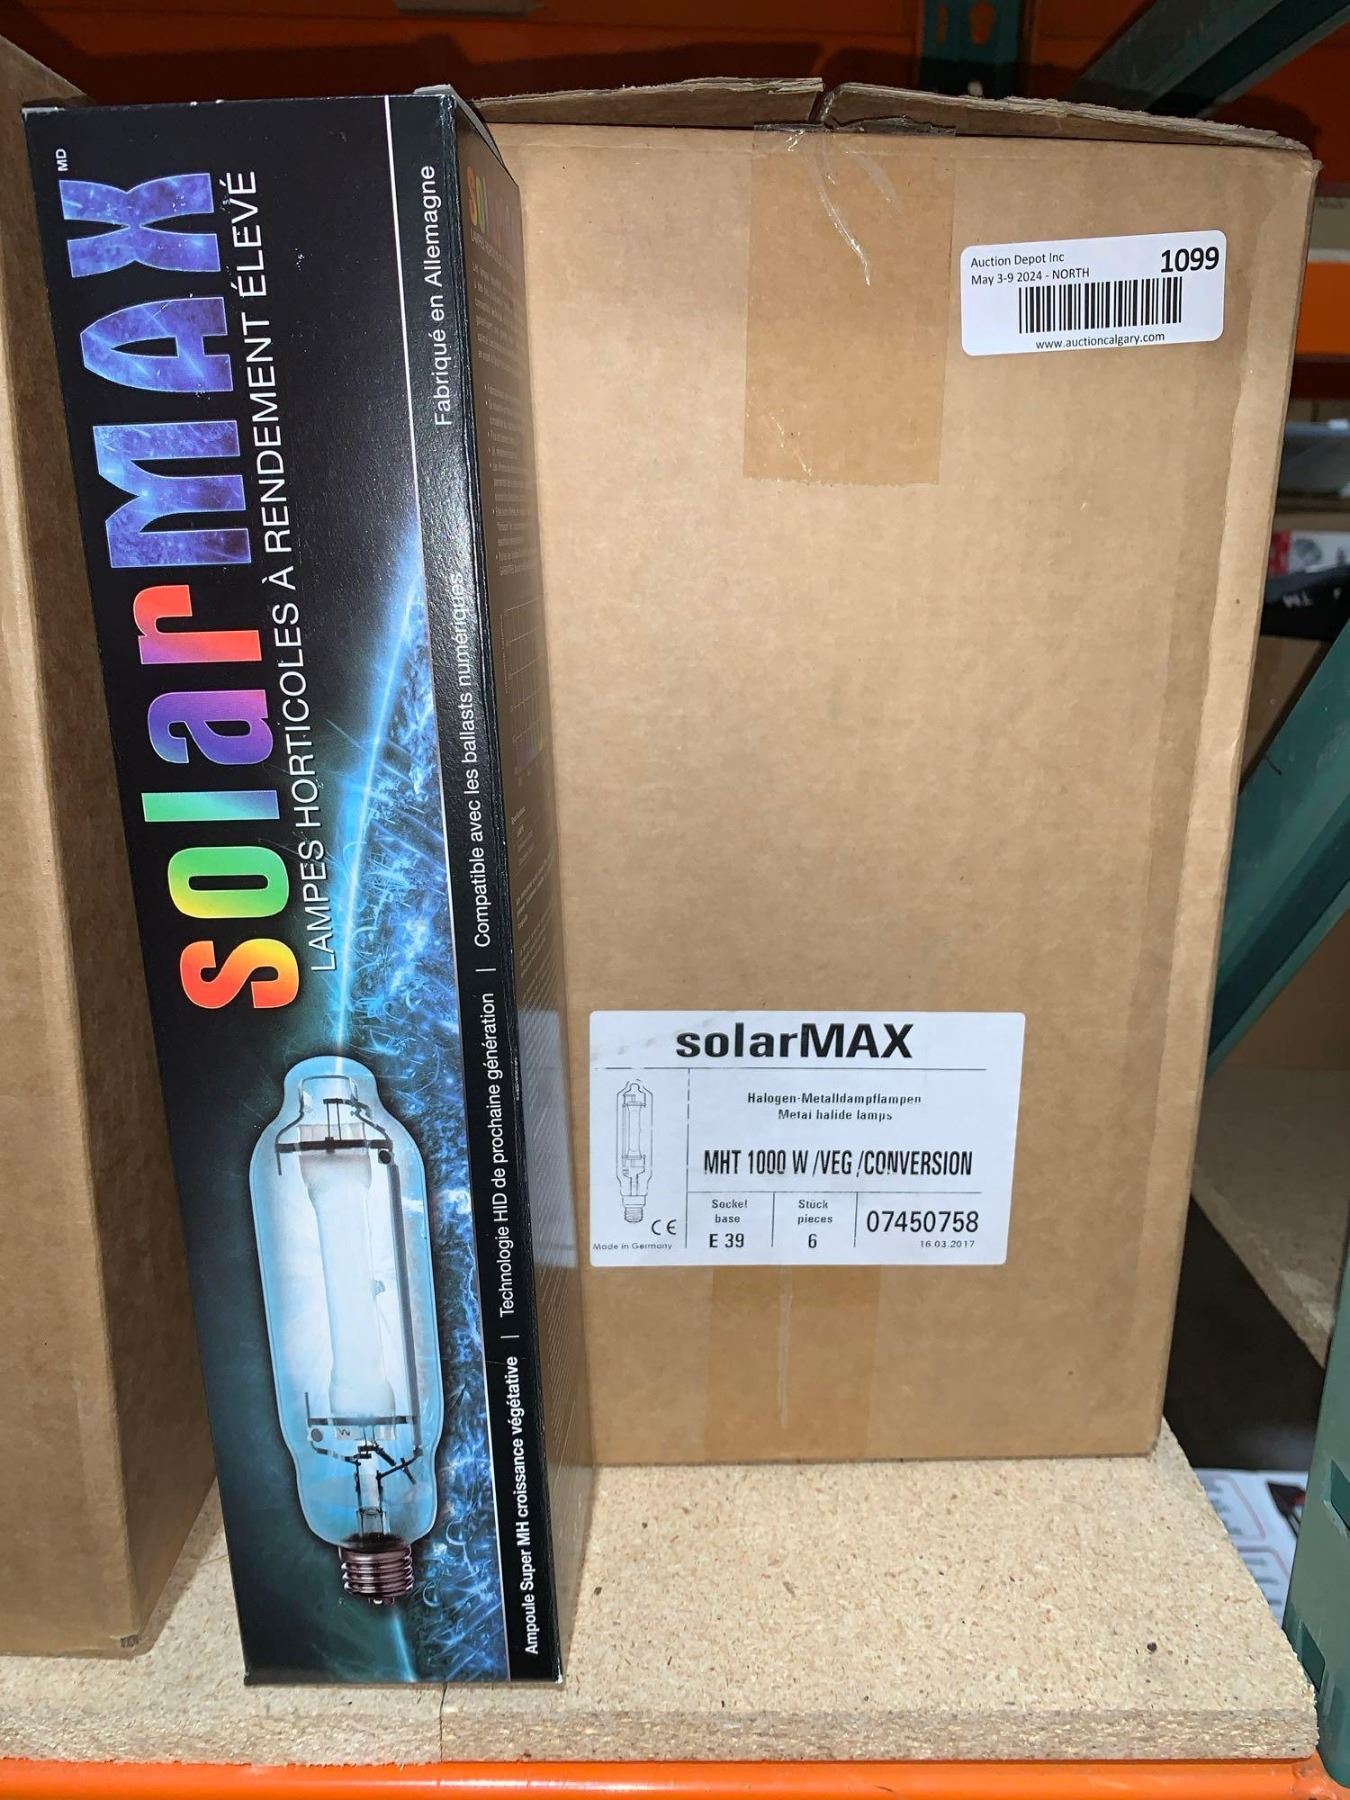 solarMAX MD
LAMPES HORTICOLES À RENDEMENT ÉLEVÉ
Fabriqué en Allemagne
Ampoule Super MH croissance végétative | Technologie HID de prochaine génération | Compatible avec les ballasts numériques
Auction Depot Inc
May 3-9 2024 - NORTH
1099
www.auctioncalgary.com
solarMAX
Halogen-Metalldampflampen
Metal halide lamps
MHT 1000 W /VEG /CONVERSION
Sockel
base
E 39
Stück
pieces
6
07450758
16.03.2017
CE
Made in Germany
TM